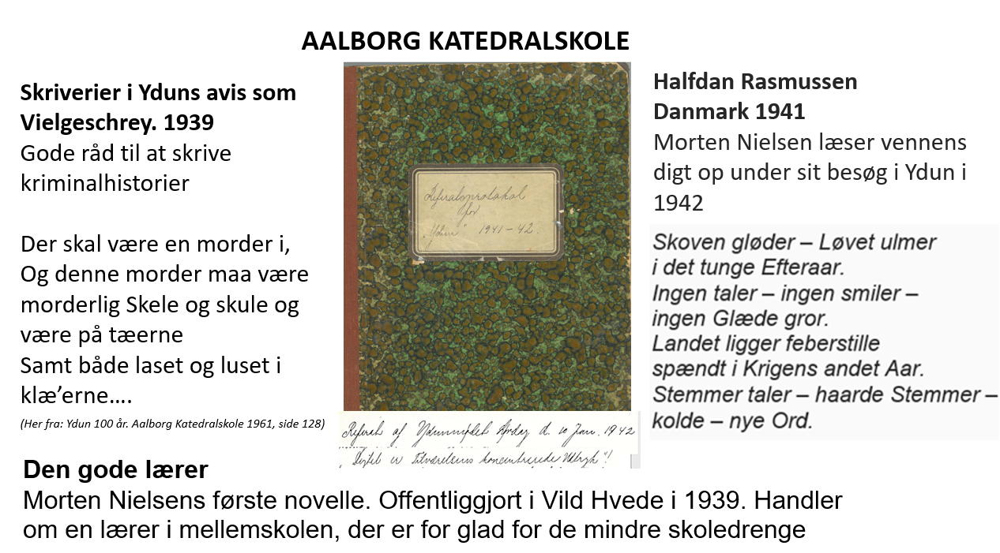 AALBORG KATEDRALSKOLE
Skriverier i Yduns avis som
Vielgeschrey. 1939
Gode råd til at skrive
kriminalhistorier
Der skal være en morder i,
Og denne morder maa være
morderlig Skele og skule og
være på tæerne
Samt både laset og luset i
klæ’erne….
(Her fra: Ydun 100 år. Aalborg Katedralskole 1961, side 128)
Referatsprotokol
for
"Ydun" 1941-42.
Referat af Ydunmødet Lørdag d. 10 Jan. 1942
"Digtet er Tilværelsens koncentrerede Udtryk"!
Halfdan Rasmussen
Danmark 1941
Morten Nielsen læser vennens
digt op under sit besøg i Ydun i
1942
Skoven gløder – Løvet ulmer
i det tunge Efteraar.
Ingen taler – ingen smiler –
ingen Glæde gror.
Landet ligger feberstille
spændt i Krigens andet Aar.
Stemmer taler – haarde Stemmer –
kolde – nye Ord.
Den gode lærer
Morten Nielsens første novelle. Offentliggjort i Vild Hvede i 1939. Handler
om en lærer i mellemskolen, der er for glad for de mindre skoledrenge